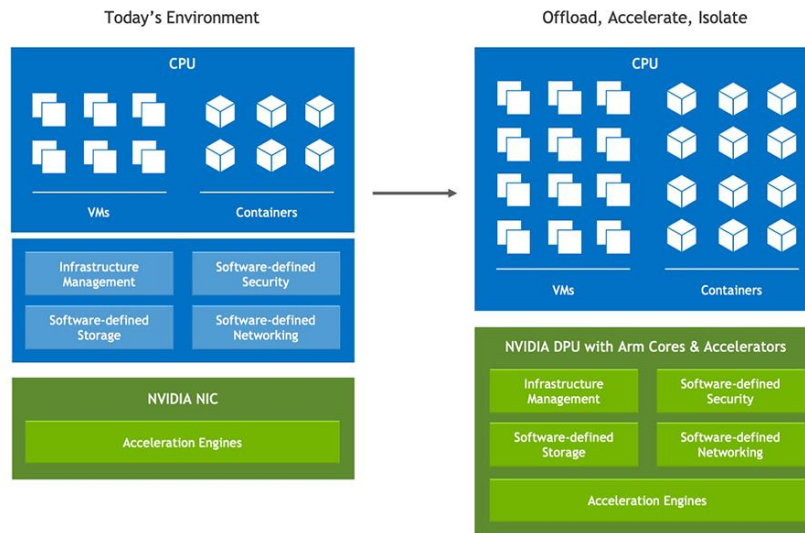 Today's Environment
CPU
VMs
Containers
Infrastructure
Management
Software-defined
Security
Software-defined
Storage
Software-defined
Networking
NVIDIA NIC
Acceleration Engines
Offload, Accelerate, Isolate
CPU
VMs
Containers
NVIDIA DPU with Arm Cores & Accelerators
Infrastructure
Management
Software-defined
Security
Software-defined
Storage
Software-defined
Networking
Acceleration Engines